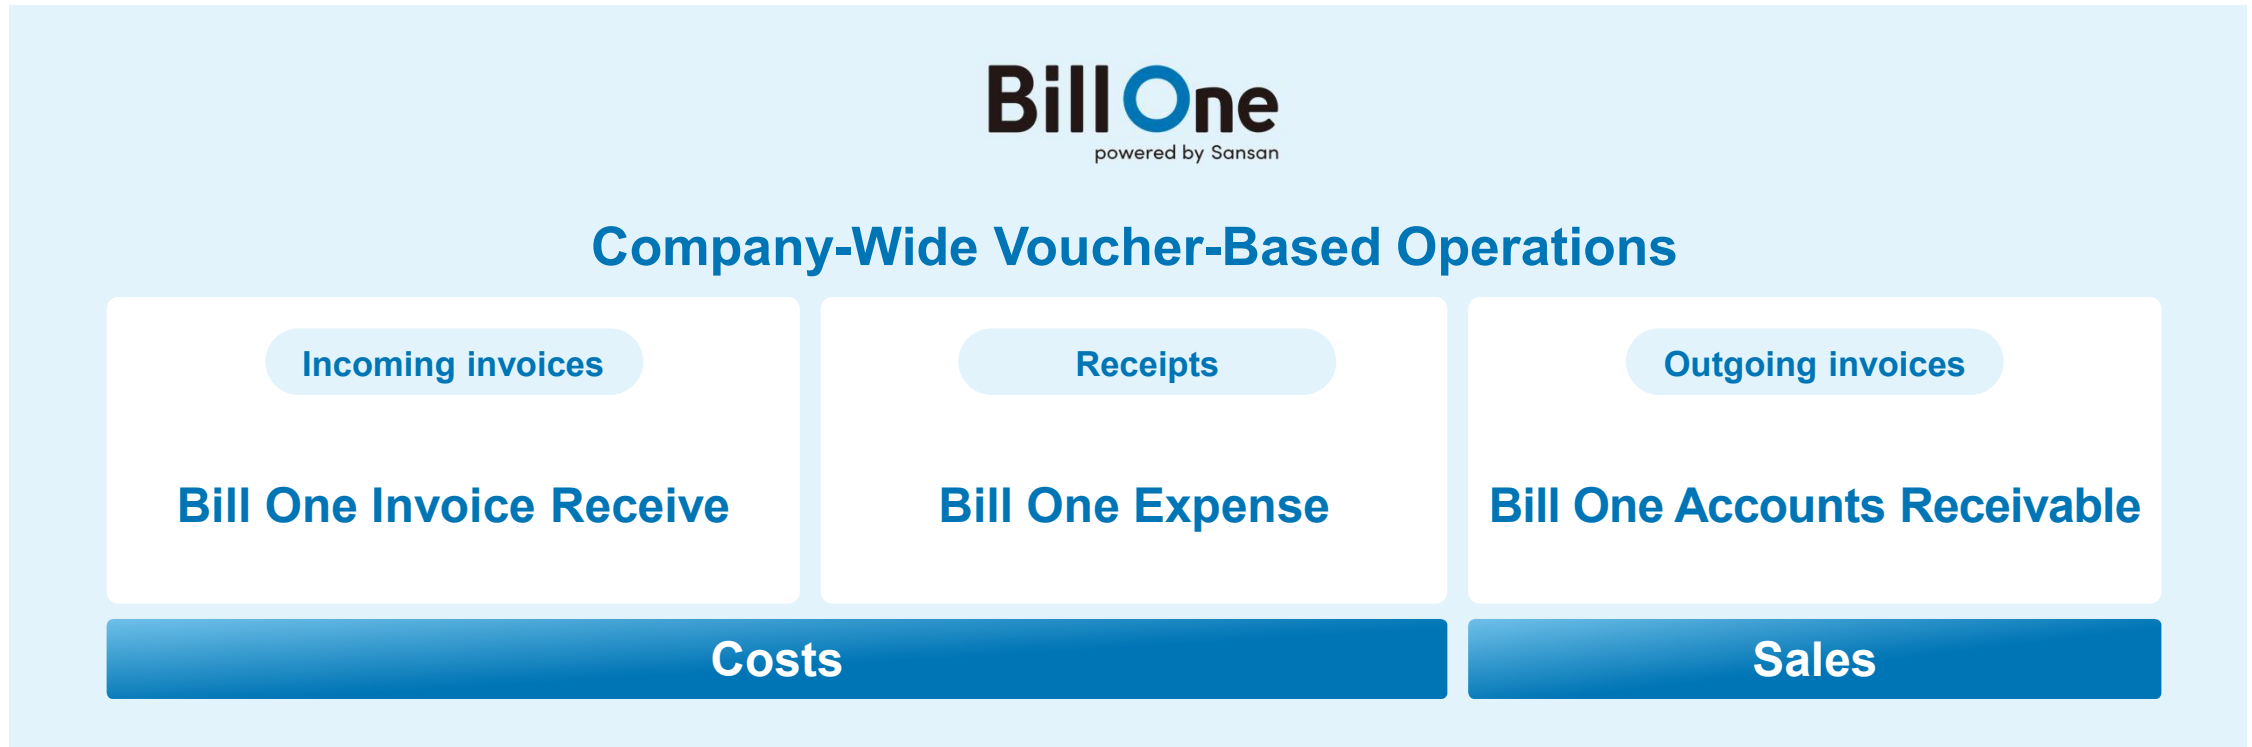 Bill One
powered by Sansan
Company-Wide Voucher-Based Operations
Incoming invoices
Bill One Invoice Receive
Receipts
Bill One Expense
Outgoing invoices
Bill One Accounts Receivable
Costs
Sales